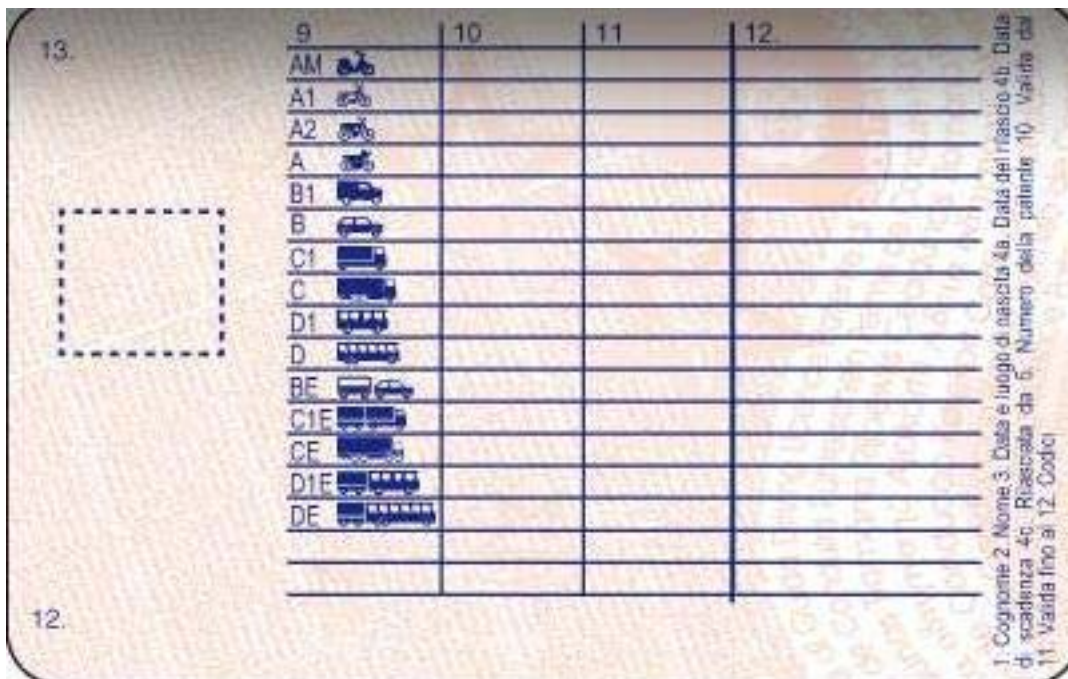 13.
9 10 11 12.
AM
A1
A2
A
B1
B
C1
C
D1
D
BE
C1E
CE
D1E
DE
12.
1. Cognome 2. Nome 3. Data e luogo di nascita 4a. Data del rilascio 4b. Data
di scadenza 4c. Rilasciata da 5. Numero della patente 10. Valida dal
11. Valida fino al 12. Codici